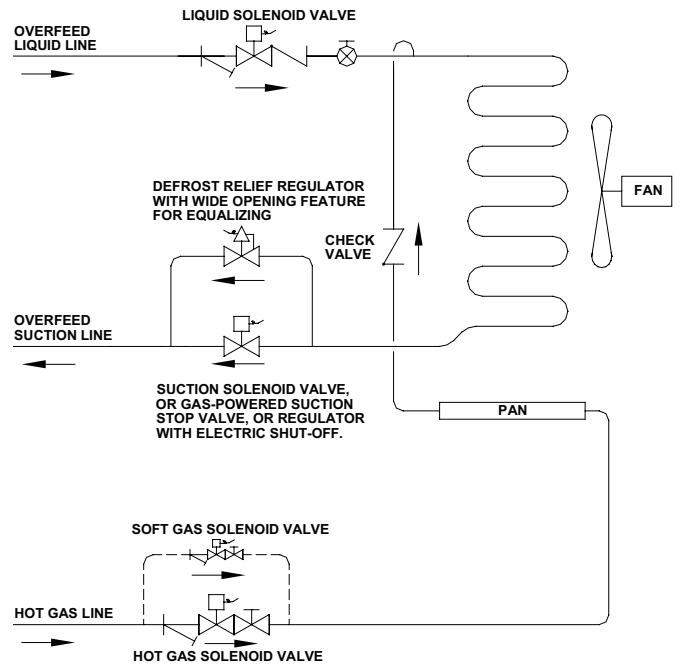 LIQUID SOLENOID VALVE
OVERFEED
LIQUID LINE
DEFROST RELIEF REGULATOR
WITH WIDE OPENING FEATURE
FOR EQUALIZING
FAN
CHECK
VALVE
OVERFEED
SUCTION LINE
SUCTION SOLENOID VALVE,
OR GAS-POWERED SUCTION
STOP VALVE, OR REGULATOR
WITH ELECTRIC SHUT-OFF.
PAN
SOFT GAS SOLENOID VALVE
HOT GAS LINE
HOT GAS SOLENOID VALVE